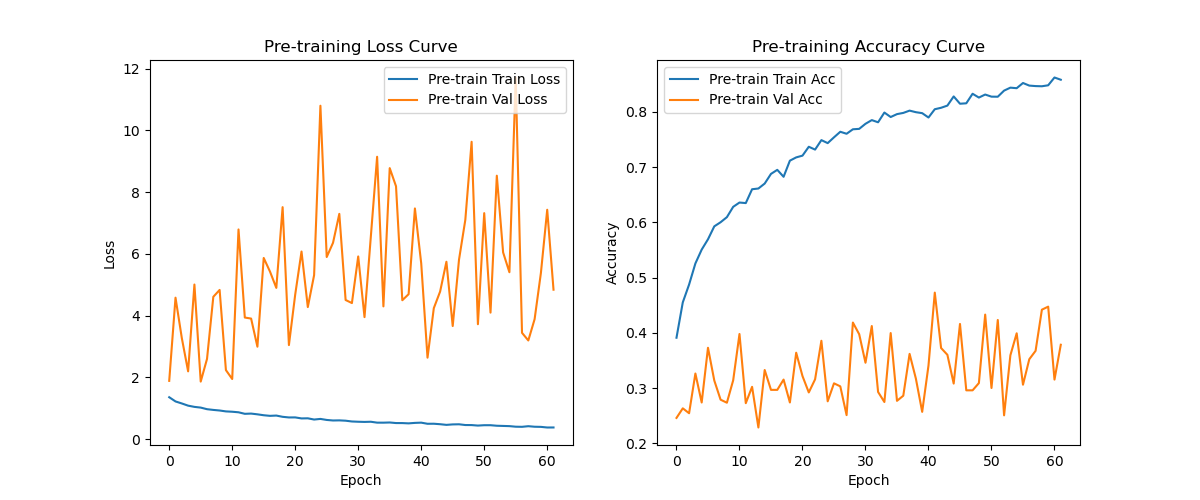 Pre-training Loss Curve
Pre-train Train Loss
Pre-train Val Loss
12
10
8
6
4
2
0
Loss
0 10 20 30 40 50 60
Epoch
Pre-training Accuracy Curve
Pre-train Train Acc
Pre-train Val Acc
0.8
0.7
0.6
0.5
0.4
0.3
0.2
Accuracy
0 10 20 30 40 50 60
Epoch